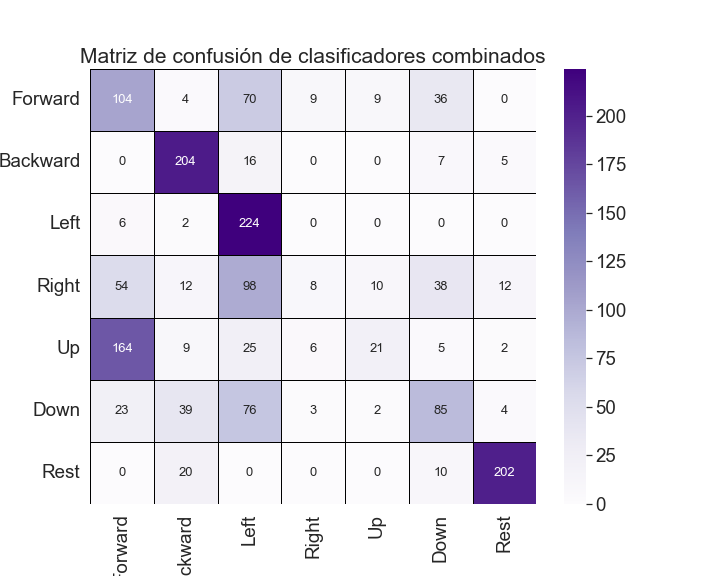 Matriz de confusión de clasificadores combinados
Forward 104 4 70 9 9 36 0
Backward 0 204 16 0 0 7 5
Left 6 2 224 0 0 0 0
Right 54 12 98 8 10 38 12
Up 164 9 25 6 21 5 2
Down 23 39 76 3 2 85 4
Rest 0 20 0 0 0 10 202
Forward ckward Left Right Up Down Rest
200
175
150
125
100
75
50
25
0